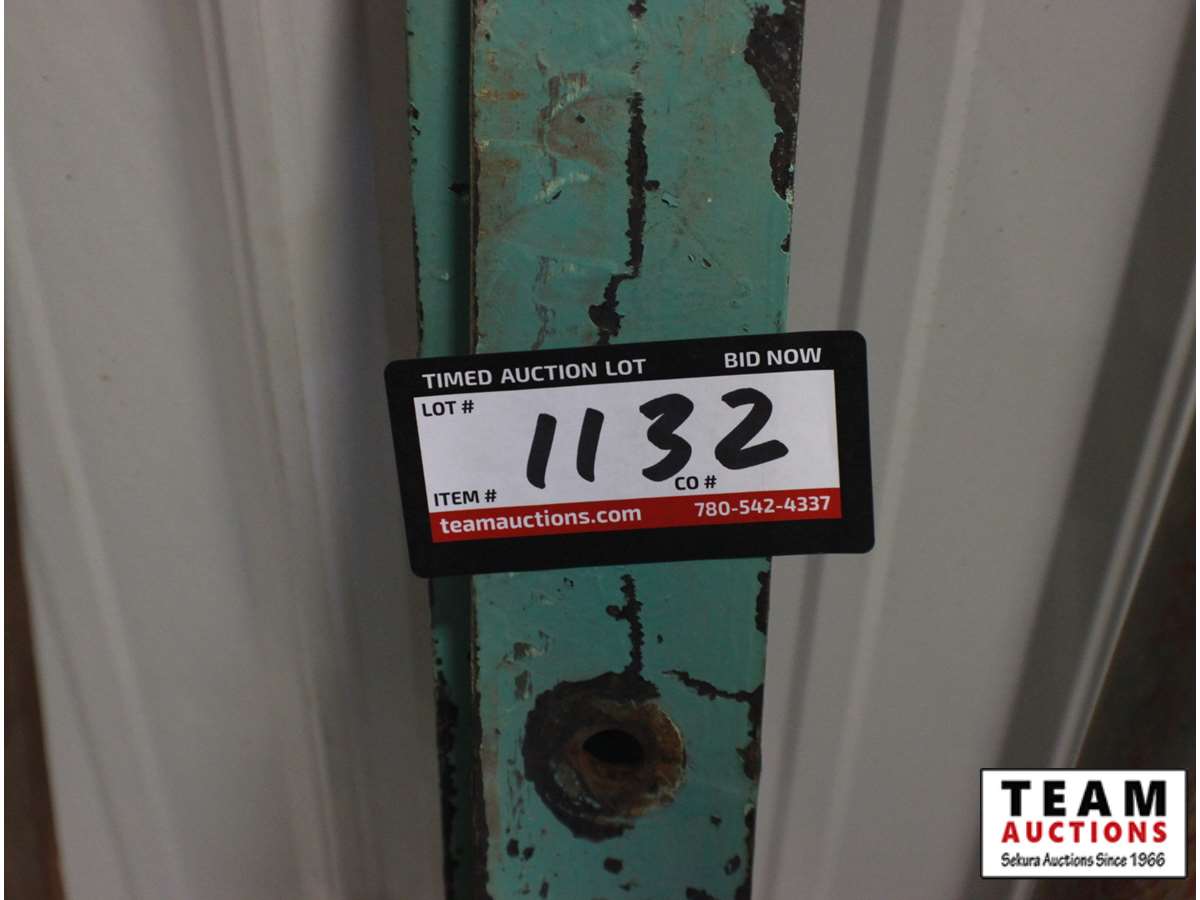 TIMED AUCTION LOT BID NOW
LOT #
1132
ITEM # CO #
teamauctions.com 780-542-4337
TEAM
AUCTIONS
Sekura Auctions Since 1966